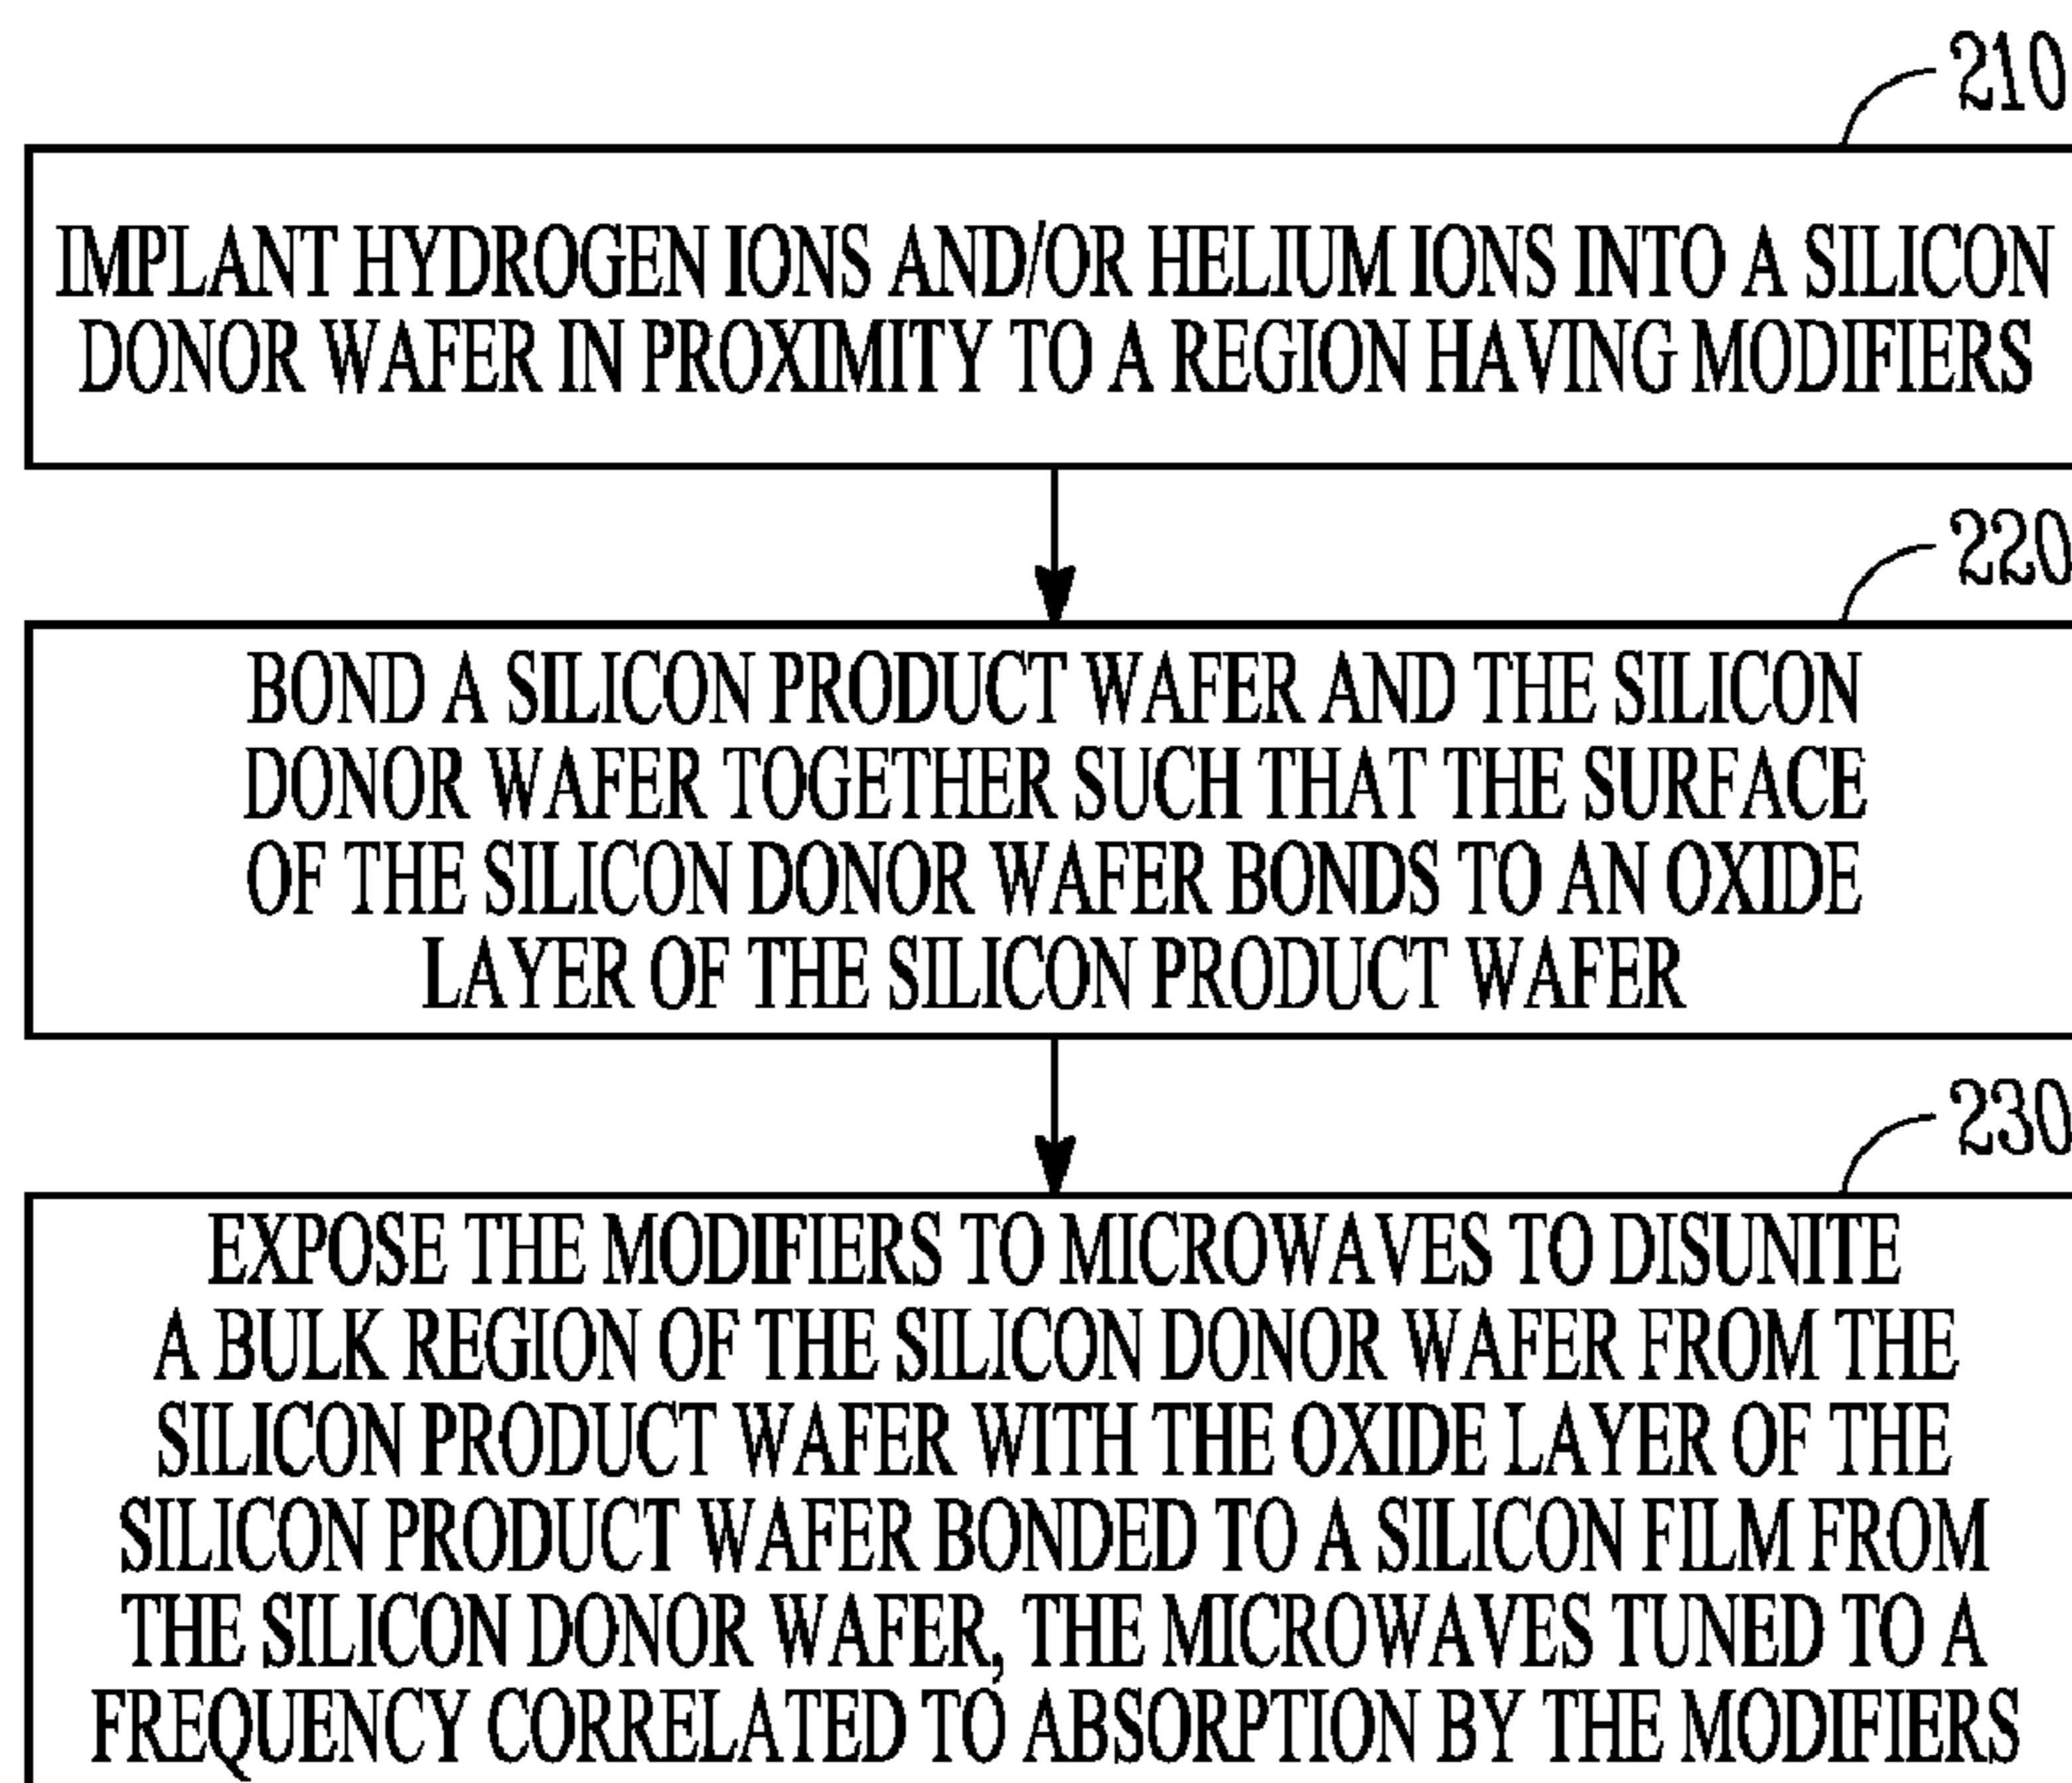 210
IMPLANT HYDROGEN IONS AND/OR HELIUM IONS INTO A SILICON
DONOR WAFER IN PROXIMITY TO A REGION HAVING MODIFIERS
220
BOND A SILICON PRODUCT WAFER AND THE SILICON
DONOR WAFER TOGETHER SUCH THAT THE SURFACE
OF THE SILICON DONOR WAFER BONDS TO AN OXIDE
LAYER OF THE SILICON PRODUCT WAFER
230
EXPOSE THE MODIFIERS TO MICROWAVES TO DISUNITE
A BULK REGION OF THE SILICON DONOR WAFER FROM THE
SILICON PRODUCT WAFER WITH THE OXIDE LAYER OF THE
SILICON PRODUCT WAFER BONDED TO A SILICON FILM FROM
THE SILICON DONOR WAFER, THE MICROWAVES TUNED TO A
FREQUENCY CORRELATED TO ABSORPTION BY THE MODIFIERS